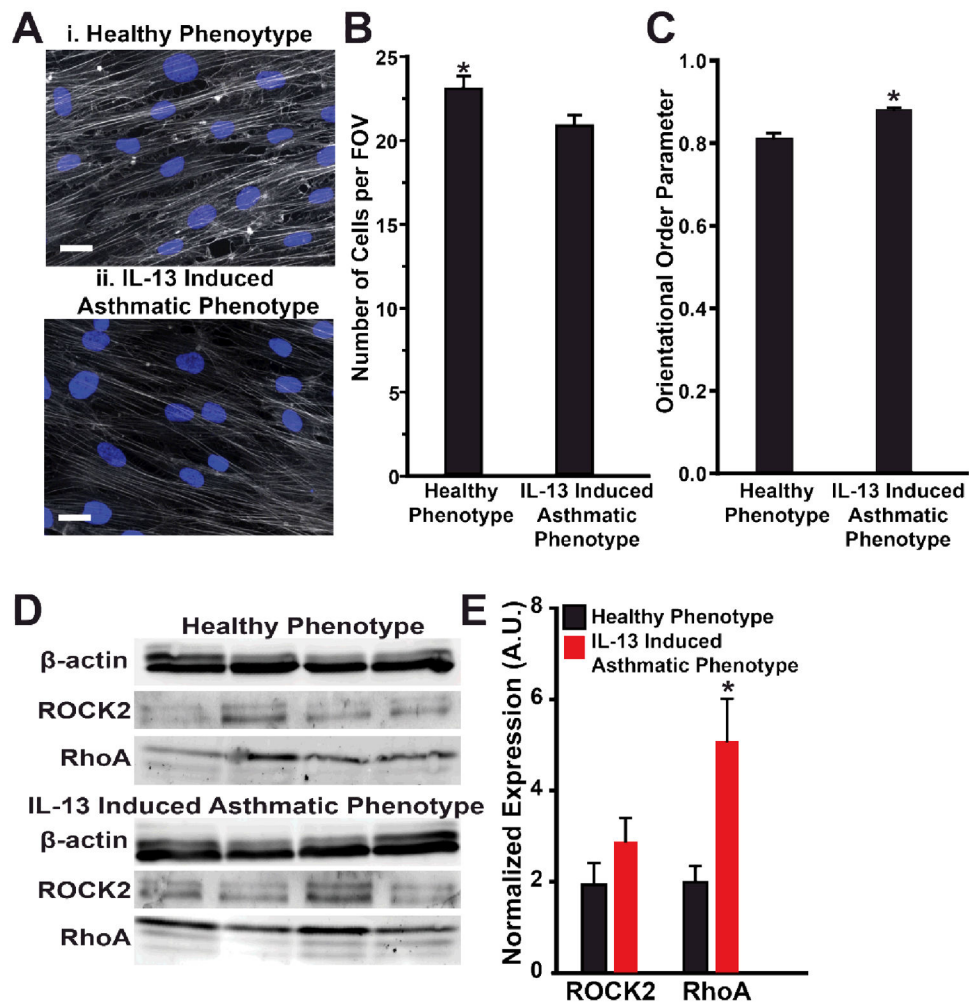 A
i. Healthy Phenoytype
ii. IL-13 Induced
Asthmatic Phenotype
B
Number of Cells per FOV
25
20
15
10
5
0
*
Healthy
Phenotype
IL-13 Induced
Asthmatic
Phenotype
C
Orientational Order Parameter
1.0
0.8
0.6
0.4
0.2
0.0
*
Healthy
Phenotype
IL-13 Induced
Asthmatic
Phenotype
D
Healthy Phenotype
β-actin
ROCK2
RhoA
IL-13 Induced Asthmatic Phenotype
β-actin
ROCK2
RhoA
E
Normalized Expression (A.U.)
8
6
4
2
0
Healthy Phenotype
IL-13 Induced
Asthmatic Phenotype
*
ROCK2
RhoA